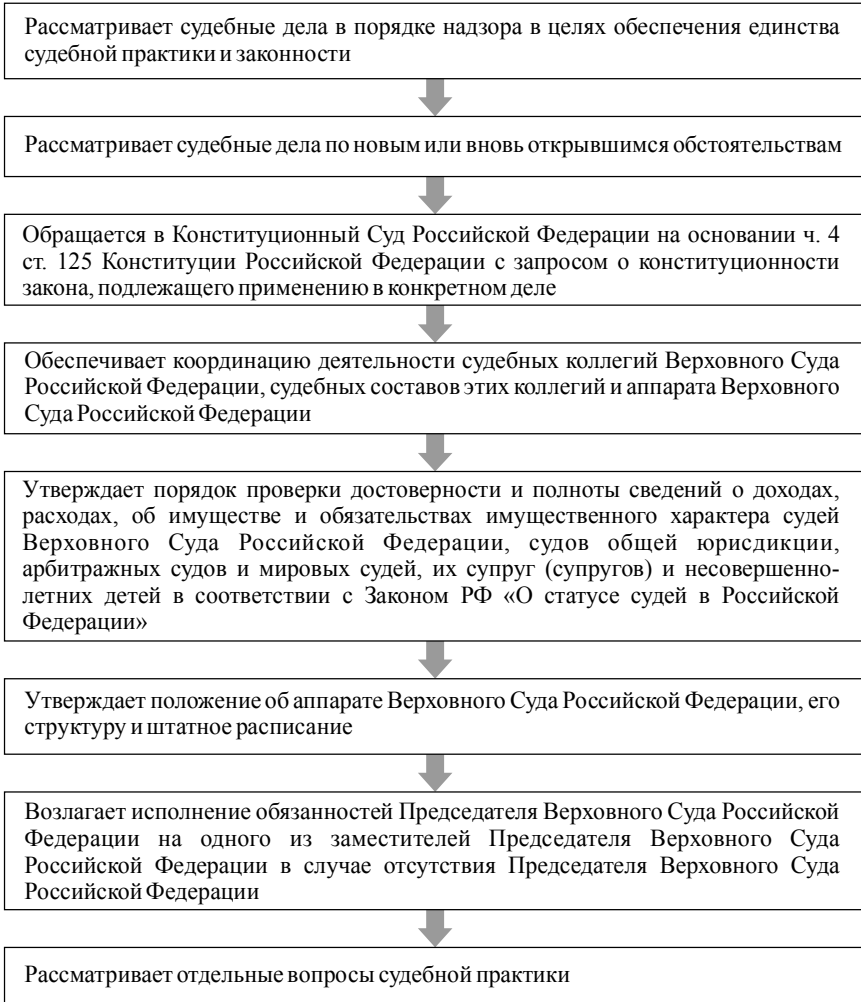 Рассматривает судебные дела в порядке надзора в целях обеспечения единства
судебной практики и законности
Рассматривает судебные дела по новым или вновь открывшимся обстоятельствам
Обращается в Конституционный Суд Российской Федерации на основании ч. 4
ст. 125 Конституции Российской Федерации с запросом о конституционности
закона, подлежащего применению в конкретном деле
Обеспечивает координацию деятельности судебных коллегий Верховного Суда
Российской Федерации, судебных составов этих коллегий и аппарата Верховного
Суда Российской Федерации
Утверждает порядок проверки достоверности и полноты сведений о доходах,
расходах, об имуществе и обязательствах имущественного характера судей
Верховного Суда Российской Федерации, судов общей юрисдикции,
арбитражных судов и мировых судей, их супруг (супругов) и несовершенно-
летних детей в соответствии с Законом РФ «О статусе судей в Российской
Федерации»
Утверждает положение об аппарате Верховного Суда Российской Федерации, его
структуру и штатное расписание
Возлагает исполнение обязанностей Председателя Верховного Суда Российской
Федерации на одного из заместителей Председателя Верховного Суда
Российской Федерации в случае отсутствия Председателя Верховного Суда
Российской Федерации
Рассматривает отдельные вопросы судебной практики